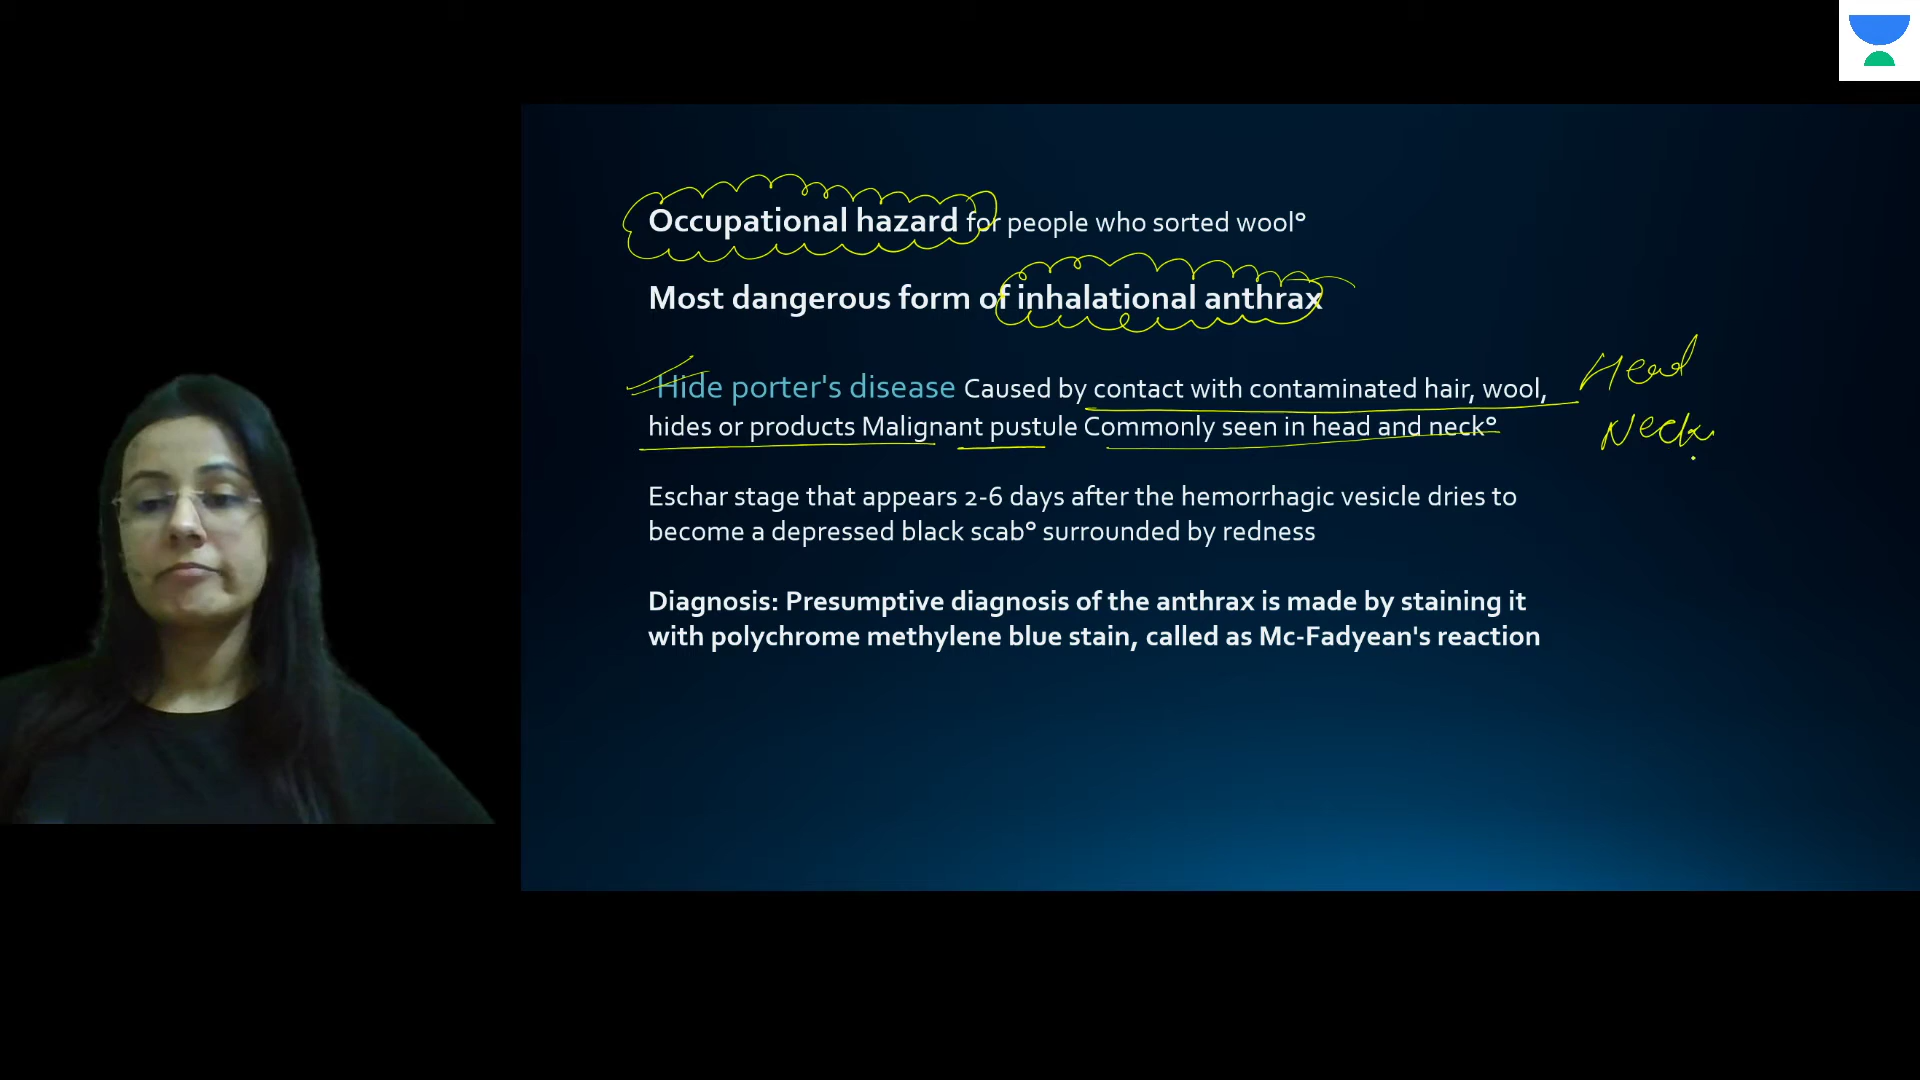 Occupational hazard for people who sorted wool°
Most dangerous form of inhalational anthrax
Hide porter's disease Caused by contact with contaminated hair, wool,
hides or products Malignant pustule Commonly seen in head and neck°
Head
Neck
Eschar stage that appears 2-6 days after the hemorrhagic vesicle dries to
become a depressed black scab° surrounded by redness
Diagnosis: Presumptive diagnosis of the anthrax is made by staining it
with polychrome methylene blue stain, called as Mc-Fadyean's reaction